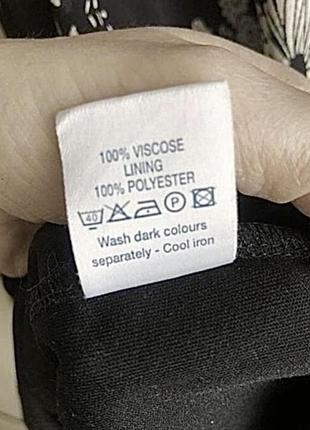 100% VISCOSE
LINING
100% POLYESTER
40 P
Wash dark colours
separately - Cool iron